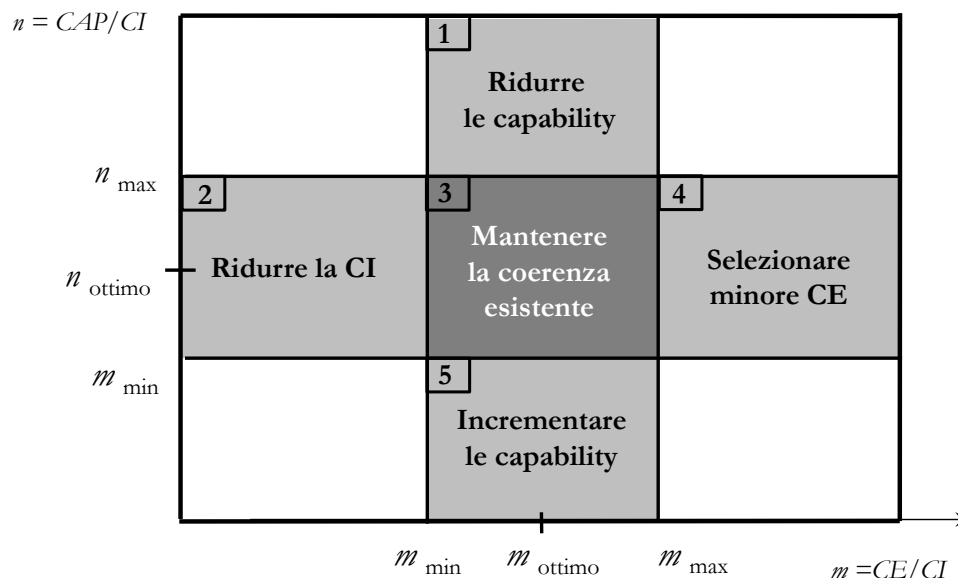 n = CAP/CI
1
Ridurre
le capability
n max
2
3
4
Mantenere
la coerenza
esistente
Ridurre la CI
Selezionare
minore CE
n ottimo
m min
5
Incrementare
le capability
m min
m ottimo
m max
m =CE/CI